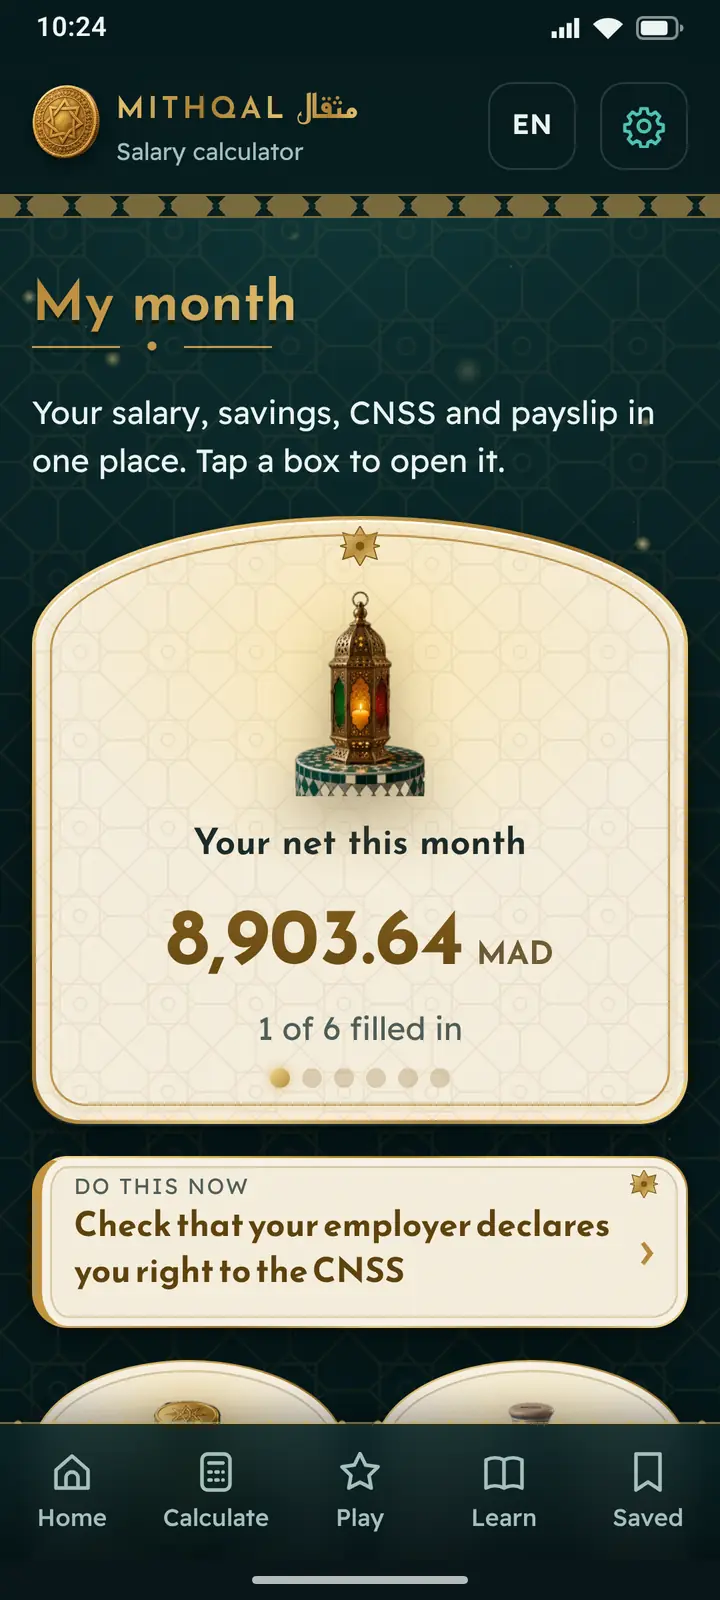 10:24
MITHQAL مثقال
Salary calculator
EN
My month
Your salary, savings, CNSS and payslip in
one place. Tap a box to open it.
Your net this month
8,903.64 MAD
1 of 6 filled in
DO THIS NOW
Check that your employer declares
you right to the CNSS
Home
Calculate
Play
Learn
Saved